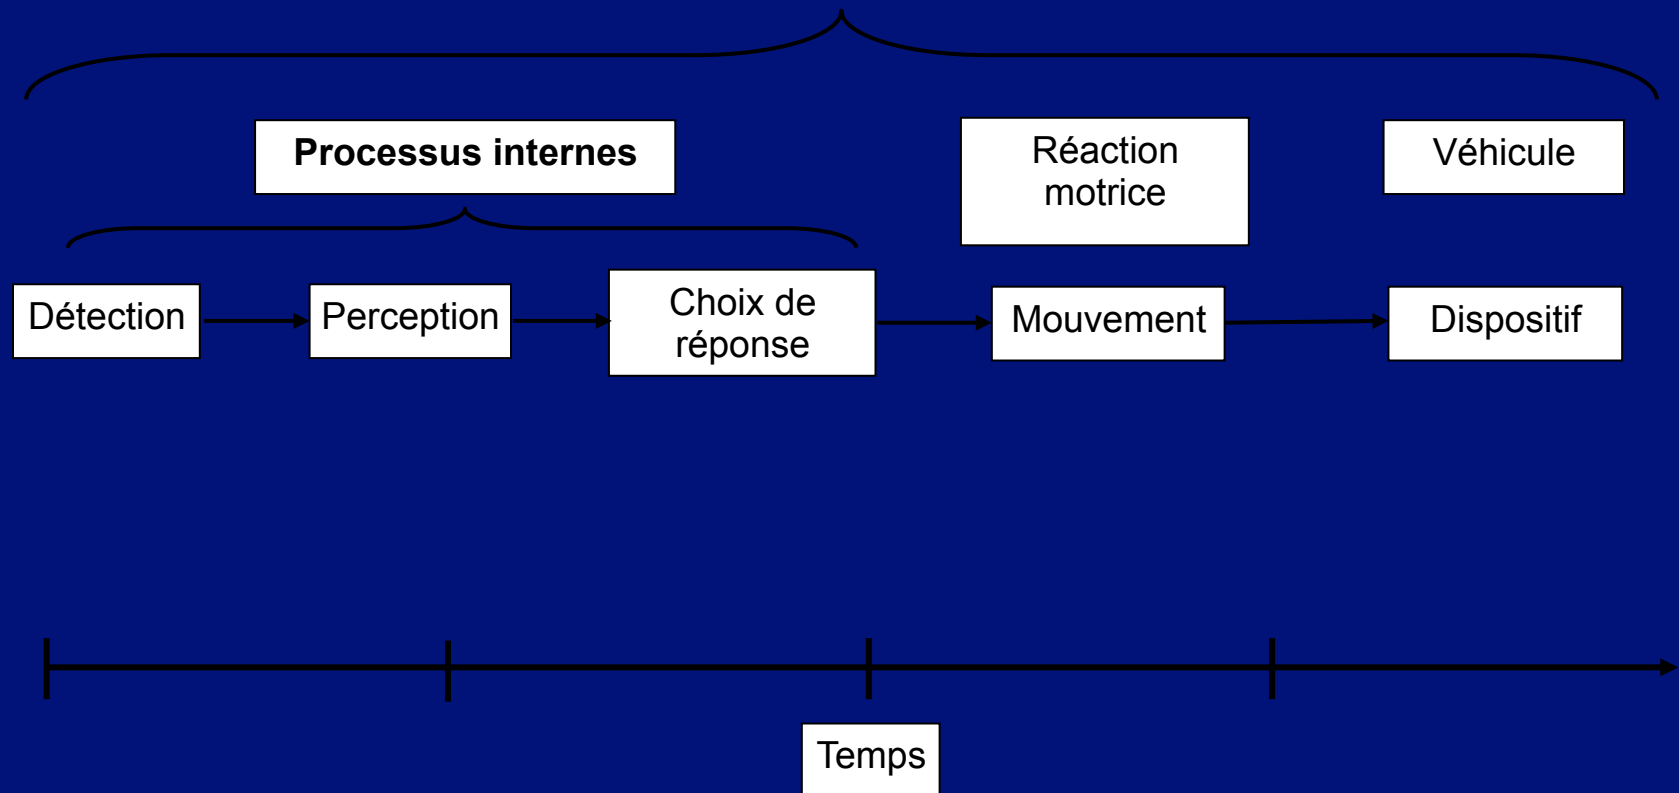 Processus internes
Réaction
motrice
Véhicule
Détection
Perception
Choix de
réponse
Mouvement
Dispositif
Temps